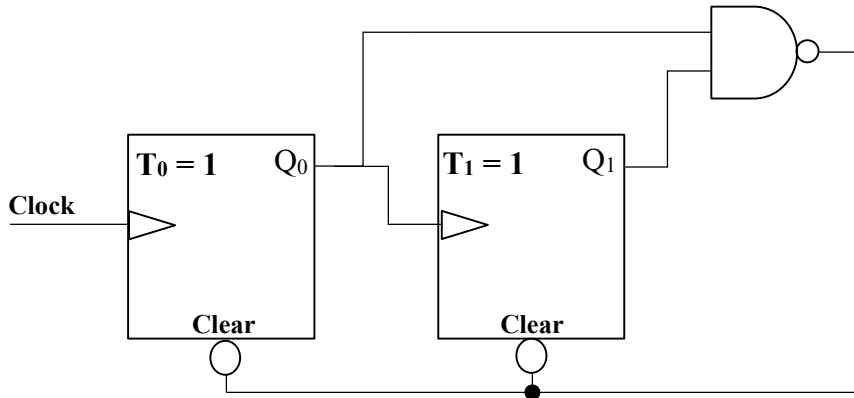 T₀ = 1
Q₀
T₁ = 1
Q₁
Clock
Clear
Clear